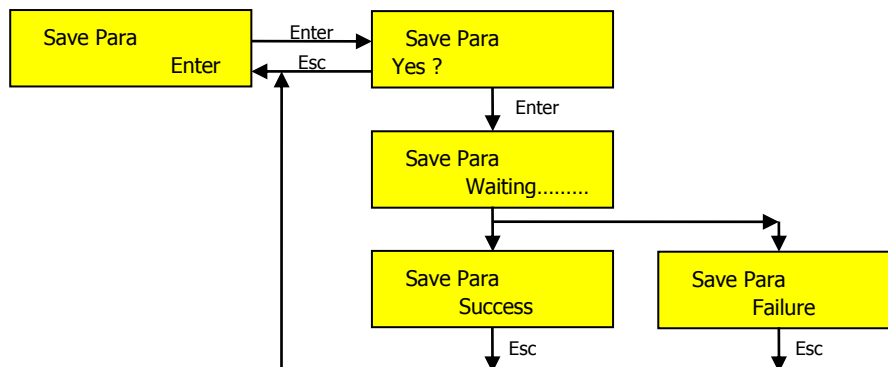 Save Para
Enter
Enter
Esc
Save Para
Yes ?
Enter
Save Para
Waiting.........
Save Para
Success
Save Para
Failure
Esc
Esc